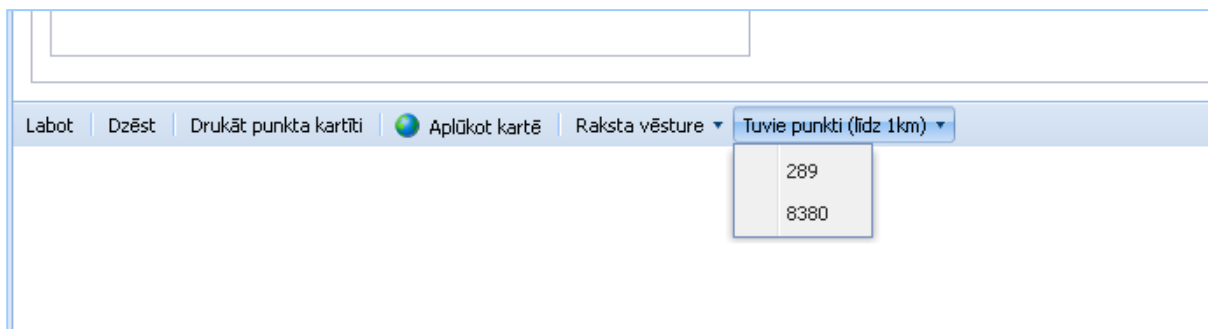 Labot Dzēst Drukāt punkta kartīti Aplūkot kartē Raksta vēsture Tuvie punkti (līdz 1km)
289
8380